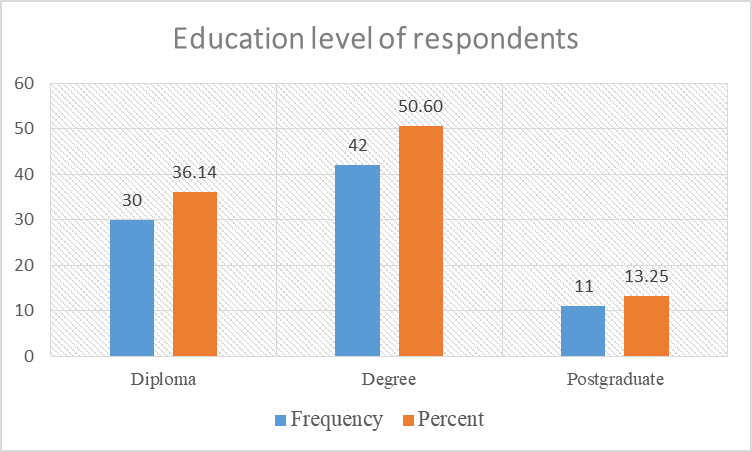 Education level of respondents
60
50
40
30
20
10
0
30
36.14
42
50.60
11
13.25
Diploma
Degree
Postgraduate
Frequency
Percent